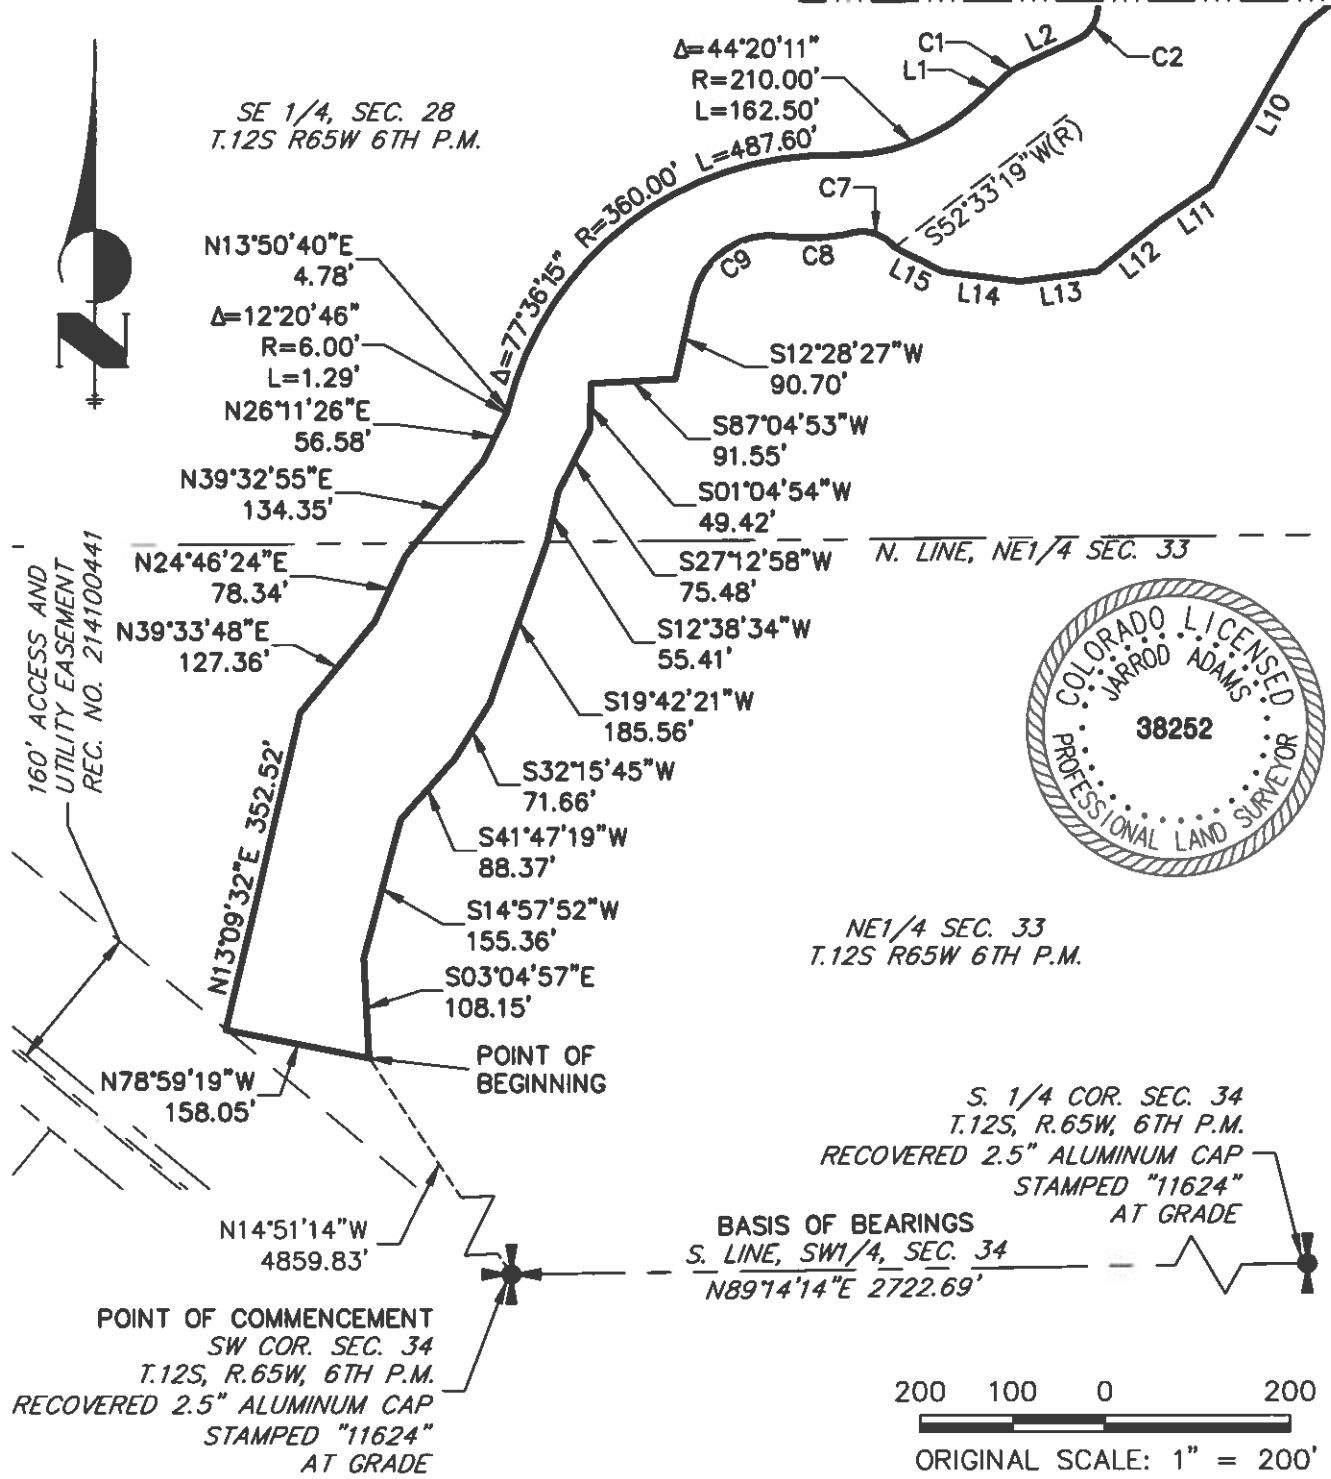 Δ=44°20'11"
R=210.00'
L=162.50'
C1
L1
L2
C2
L10
SE 1/4, SEC. 28
T.12S R65W 6TH P.M.
Δ=77°36'15" R=360.00' L=487.60'
S52°33'19"W(R)
C7
C8
C9
L15
L14
L13
L12
L11
N13°50'40"E
4.78'
Δ=12°20'46"
R=6.00'
L=1.29'
N26°11'26"E
56.58'
N39°32'55"E
134.35'
N24°46'24"E
78.34'
N39°33'48"E
127.36'
N
S12°28'27"W
90.70'
S87°04'53"W
91.55'
S01°04'54"W
49.42'
N. LINE, NE1/4 SEC. 33
S27°12'58"W
75.48'
S12°38'34"W
55.41'
S19°42'21"W
185.56'
S32°15'45"W
71.66'
S41°47'19"W
88.37'
S14°57'52"W
155.36'
S03°04'57"E
108.15'
160' ACCESS AND
UTILITY EASEMENT
REC. NO. 214100441
N13°09'32"E 352.52'
COLORADO LICENSED
JARROD ADAMS
38252
PROFESSIONAL LAND SURVEYOR
NE1/4 SEC. 33
T.12S R65W 6TH P.M.
POINT OF
BEGINNING
N78°59'19"W
158.05'
N14°51'14"W
4859.83'
S. 1/4 COR. SEC. 34
T.12S, R.65W, 6TH P.M.
RECOVERED 2.5" ALUMINUM CAP
STAMPED "11624"
AT GRADE
BASIS OF BEARINGS
S. LINE, SW1/4, SEC. 34
N89°14'14"E 2722.69'
POINT OF COMMENCEMENT
SW COR. SEC. 34
T.12S, R.65W, 6TH P.M.
RECOVERED 2.5" ALUMINUM CAP
STAMPED "11624"
AT GRADE
200 100 0 200
ORIGINAL SCALE: 1" = 200'